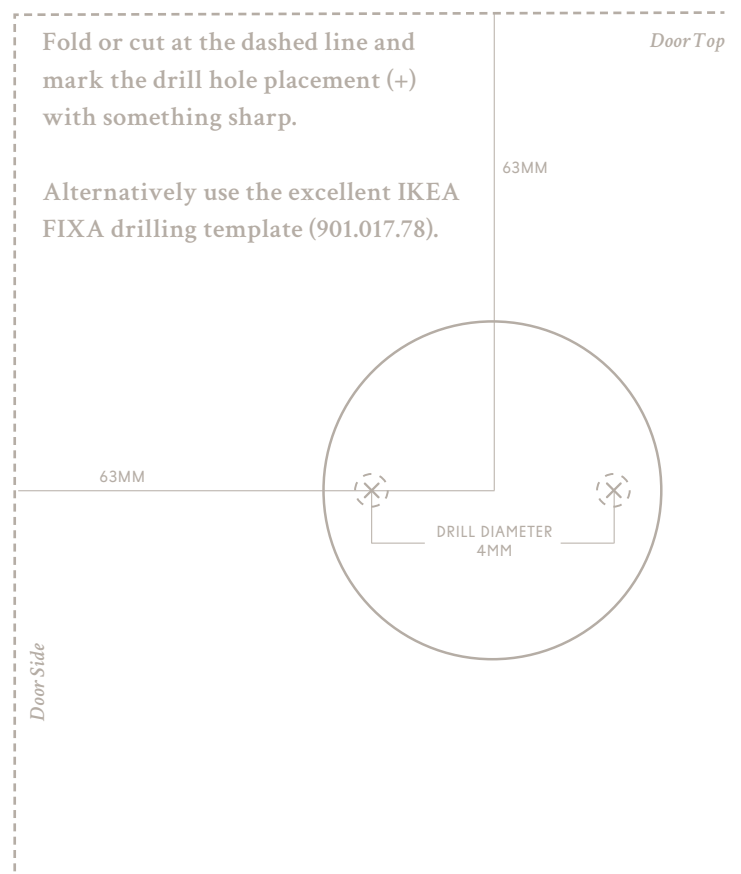 Fold or cut at the dashed line and
mark the drill hole placement (+)
with something sharp.
Alternatively use the excellent IKEA
FIXA drilling template (901.017.78).
Door Top
63MM
63MM
DRILL DIAMETER
4MM
Door Side